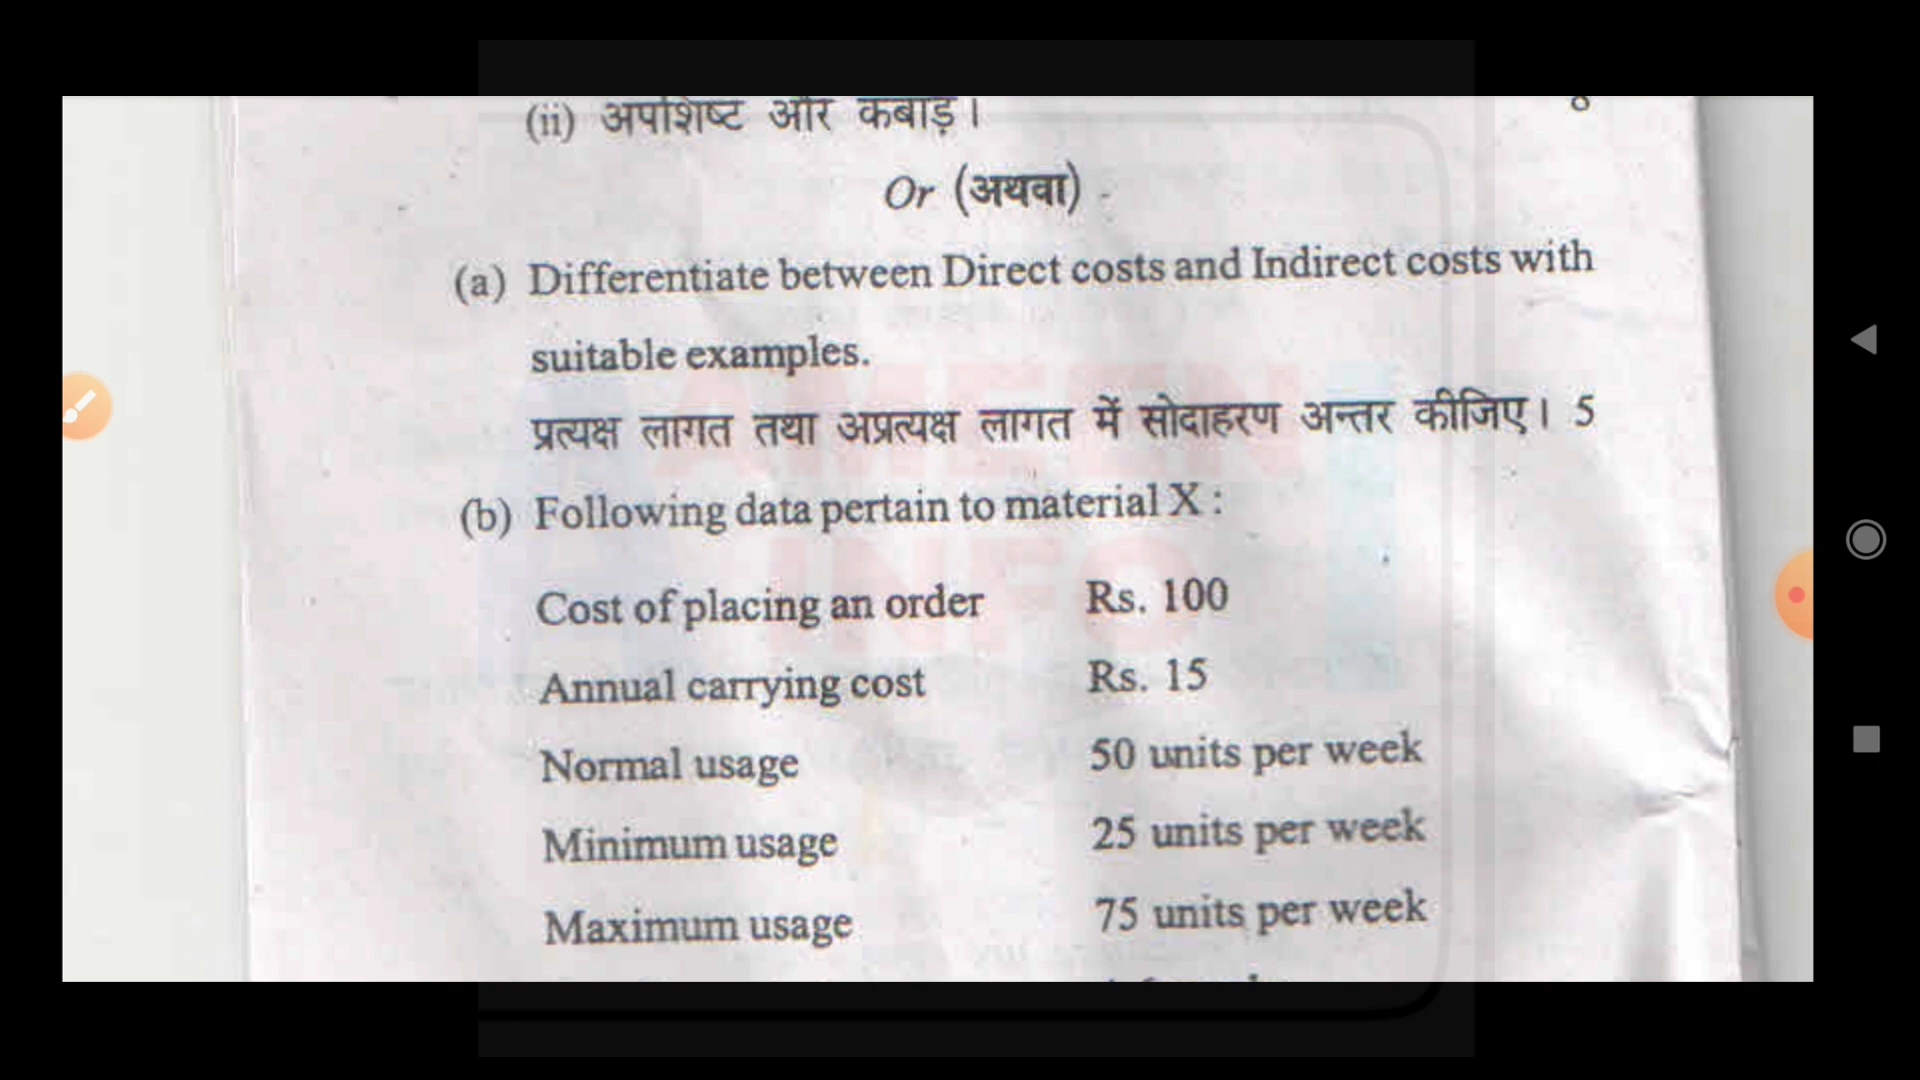 (ii) अपशिष्ट और कबाड़।
Or (अथवा)
(a) Differentiate between Direct costs and Indirect costs with
suitable examples.
प्रत्यक्ष लागत तथा अप्रत्यक्ष लागत में सोदाहरण अन्तर कीजिए। 5
(b) Following data pertain to material X :
AMEEN
INFO
Cost of placing an order Rs. 100
Annual carrying cost Rs. 15
Normal usage 50 units per week
Minimum usage 25 units per week
Maximum usage 75 units per week